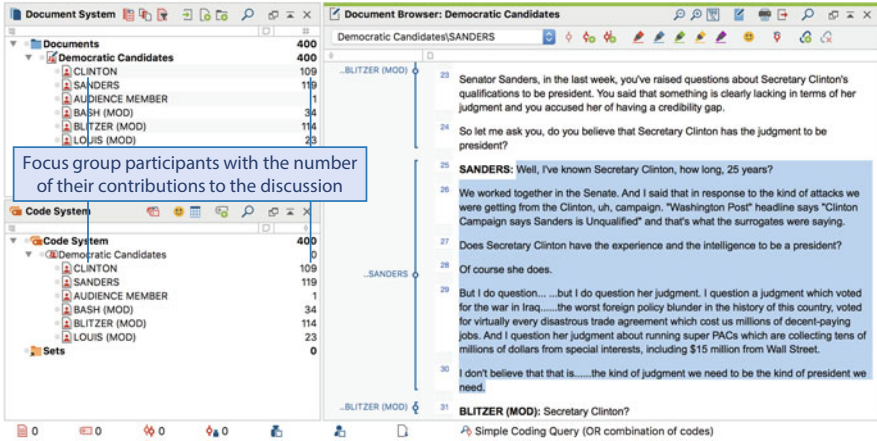 Document System
Documents 400
Democratic Candidates 400
CLINTON 109
SANDERS 119
AUDIENCE MEMBER 1
BASH (MOD) 34
BLITZER (MOD) 114
LOUIS (MOD) 23
Focus group participants with the number
of their contributions to the discussion
Code System
Code System 400
Democratic Candidates 0
CLINTON 109
SANDERS 119
AUDIENCE MEMBER 1
BASH (MOD) 34
BLITZER (MOD) 114
LOUIS (MOD) 23
Sets 0
Document Browser: Democratic Candidates
Democratic Candidates\SANDERS
..BLITZER (MOD)
23 Senator Sanders, in the last week, you've raised questions about Secretary Clinton's
qualifications to be president. You said that something is clearly lacking in terms of her
judgment and you accused her of having a credibility gap.
24 So let me ask you, do you believe that Secretary Clinton has the judgment to be
president?
25 SANDERS: Well, I've known Secretary Clinton, how long, 25 years?
26 We worked together in the Senate. And I said that in response to the kind of attacks we
were getting from the Clinton, uh, campaign. "Washington Post" headline says "Clinton
Campaign says Sanders is Unqualified" and that's what the surrogates were saying.
27 Does Secretary Clinton have the experience and the intelligence to be a president?
..SANDERS
28 Of course she does.
29 But I do question... ...but I do question her judgment. I question a judgment which voted
for the war in Iraq......the worst foreign policy blunder in the history of this country, voted
for virtually every disastrous trade agreement which cost us millions of decent-paying
jobs. And I question her judgment about running super PACs which are collecting tens of
millions of dollars from special interests, including $15 million from Wall Street.
30 I don't believe that that is......the kind of judgment we need to be the kind of president we
need.
..BLITZER (MOD)
31 BLITZER (MOD): Secretary Clinton?
0 0 0 0
Simple Coding Query (OR combination of codes)